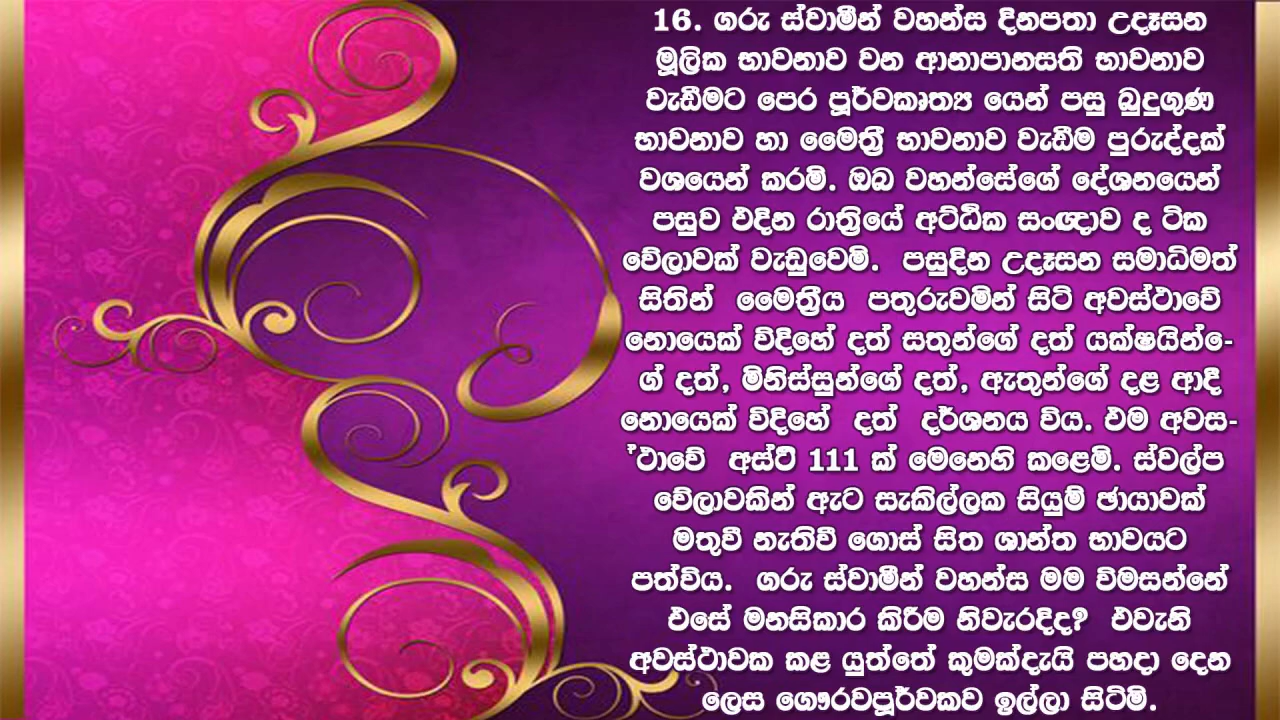 16. ගරු ස්වාමීන් වහන්ස දිනපතා උදෑසන
මූලික භාවනාව වන ආනාපානසති භාවනාව
වැඩීමට පෙර පූර්වකෘත්‍ය යෙන් පසු බුදුගුණ
භාවනාව හා මෛත්‍රී භාවනාව වැඩීම පුරුද්දක්
වශයෙන් කරමි. ඔබ වහන්සේගේ දේශනයෙන්
පසුව එදින රාත්‍රියේ අට්ඨික සංඥාව ද ටික
වේලාවක් වැඩුවෙමි.  පසුදින උදෑසන සමාධිමත්
සිතින්  මෛත්‍රීය  පතුරුවමින් සිටි අවස්ථාවේ
නොයෙක් විදිහේ දත් සතුන්ගේ දත් යක්ෂයින්ගෙ-
ග් දත්, මිනිස්සුන්ගේ දත්, ඇතුන්ගේ දළ ආදී
නොයෙක් විදිහේ  දත්  දර්ශනය විය. එම අවස-
්ථාවේ  අස්ථි 111 ක් මෙනෙහි කළෙමි. ස්වල්ප
වේලාවකින් ඇට සැකිල්ලක සියුම් ඡායාවක්
මතුවී නැතිවී ගොස් සිත ශාන්ත භාවයට
පත්විය.  ගරු ස්වාමීන් වහන්ස මම විමසන්නේ
එසේ මනසිකාර කිරීම නිවැරදිද?  එවැනි
අවස්ථාවක කළ යුත්තේ කුමක්දැයි පහදා දෙන
ලෙස ගෞරවපූර්වකව ඉල්ලා සිටිමි.